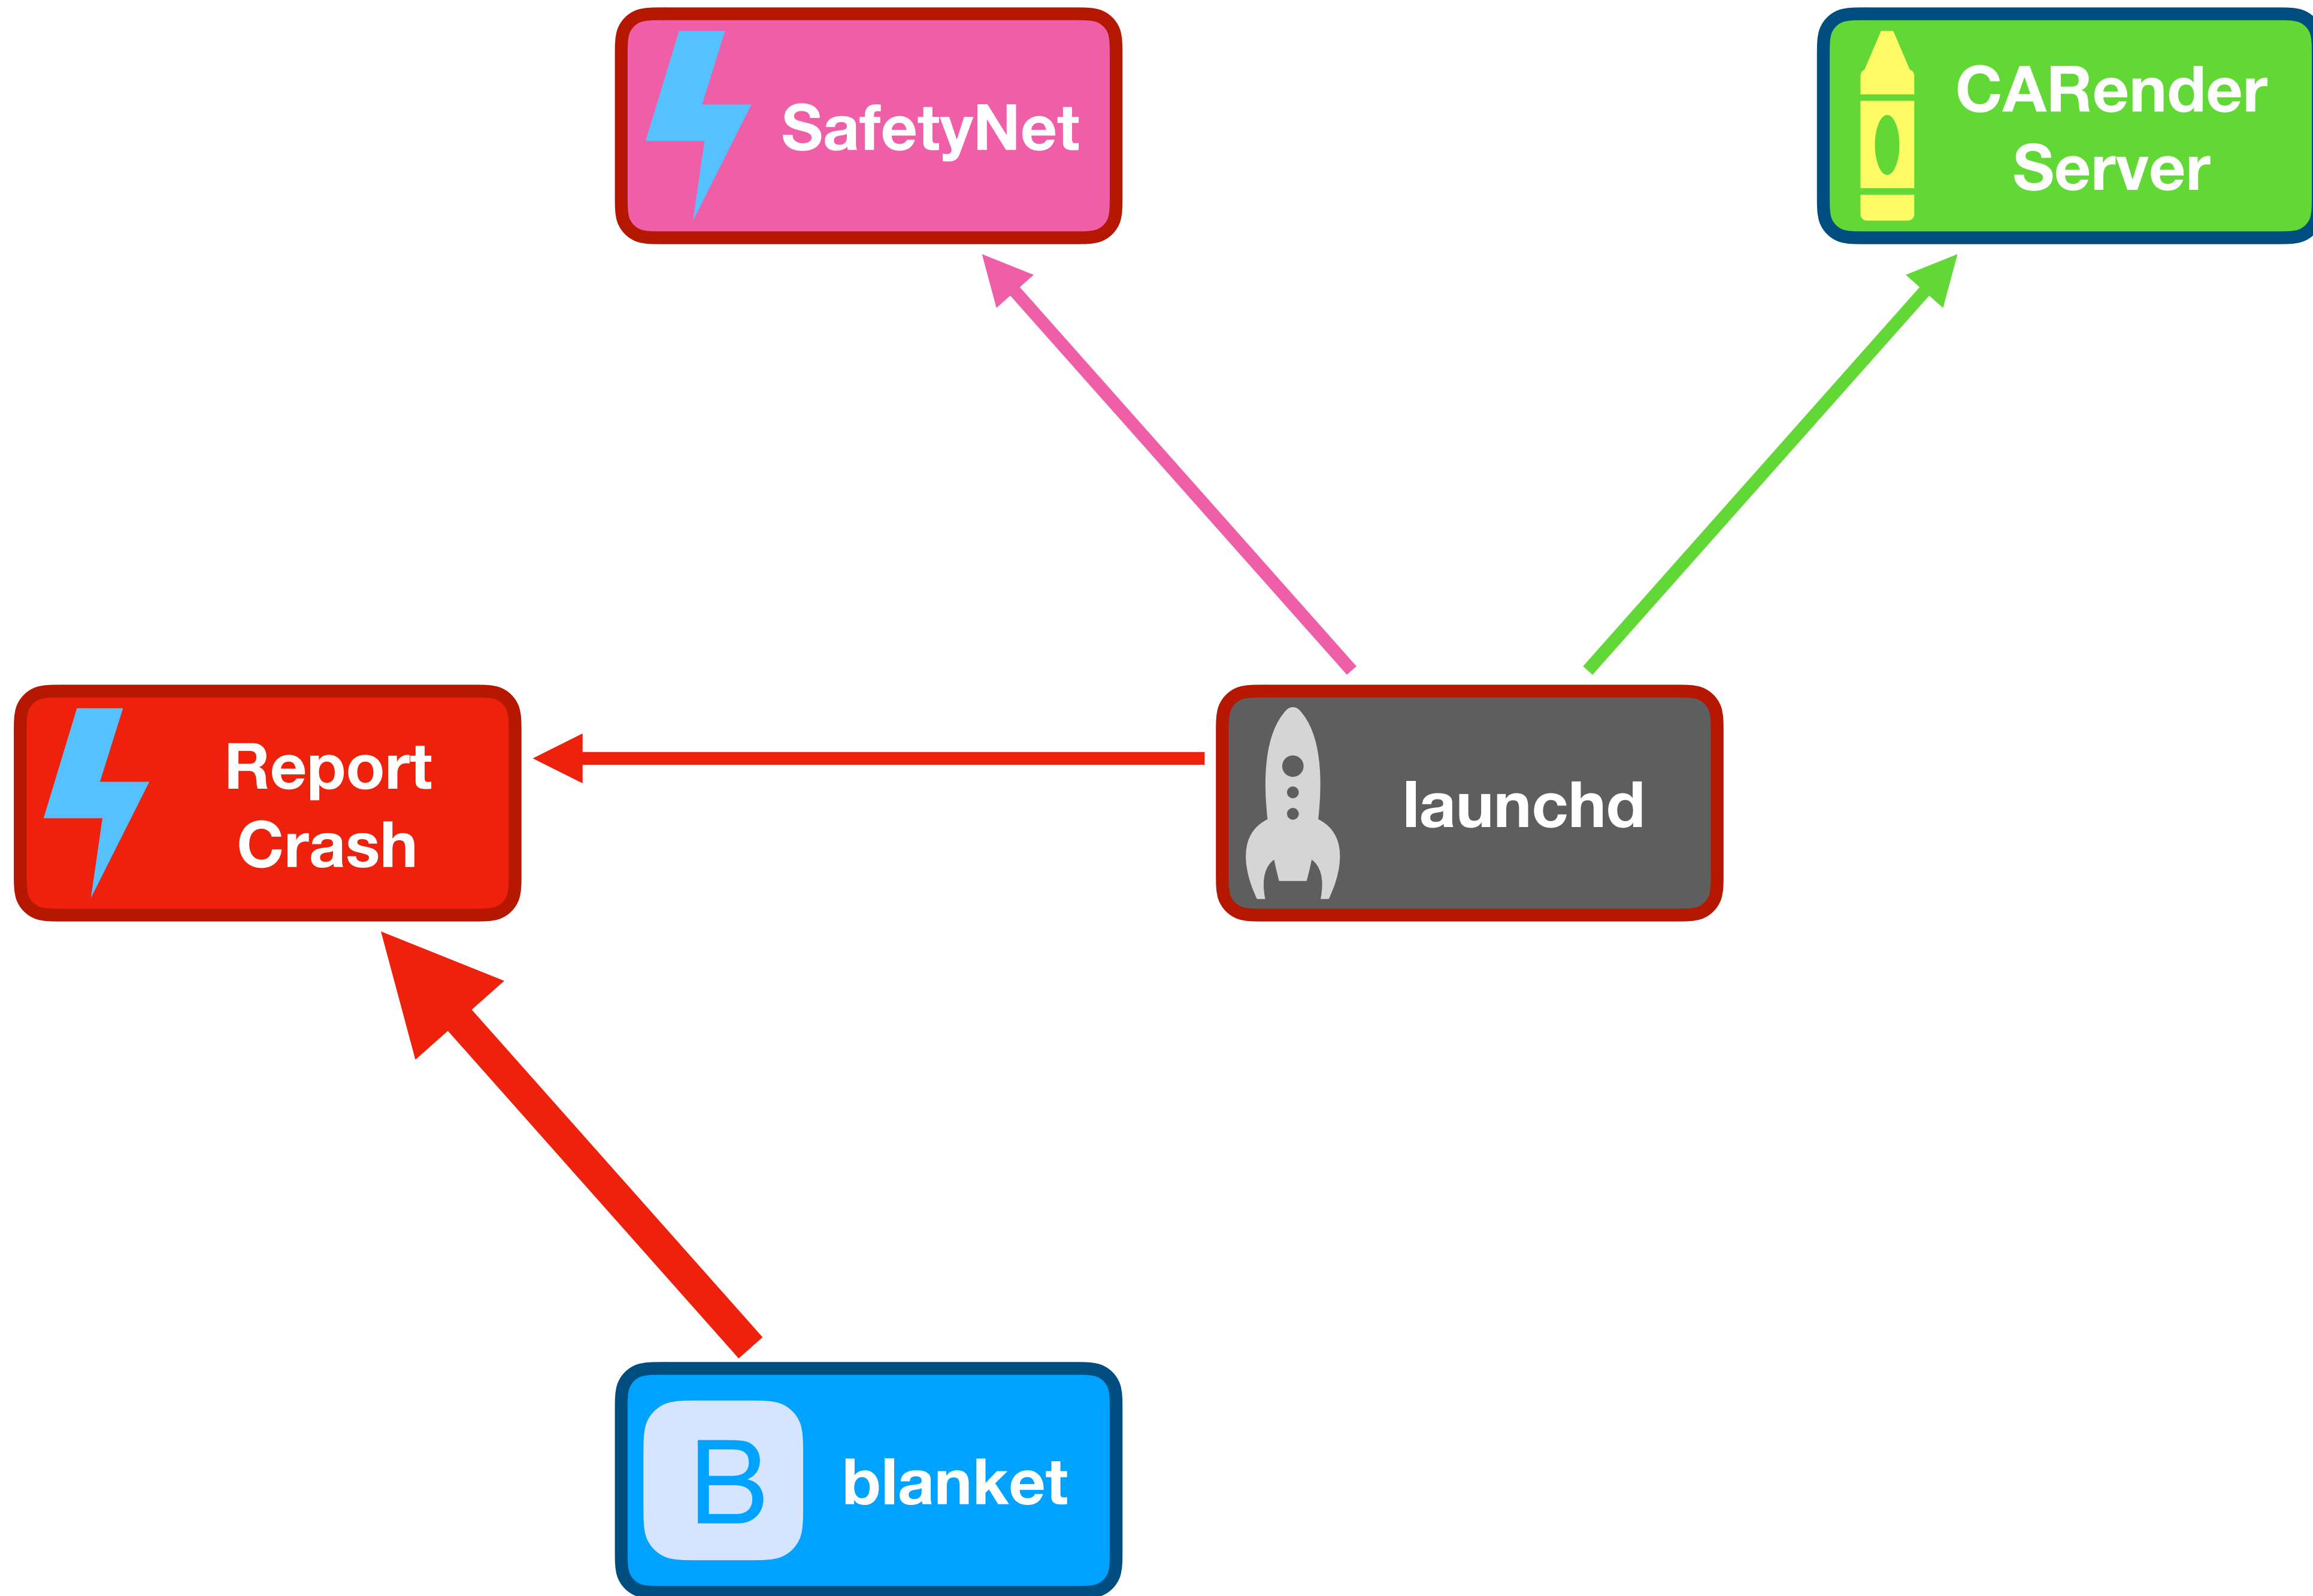 SafetyNet
CARender
Server
Report
Crash
launchd
B
blanket